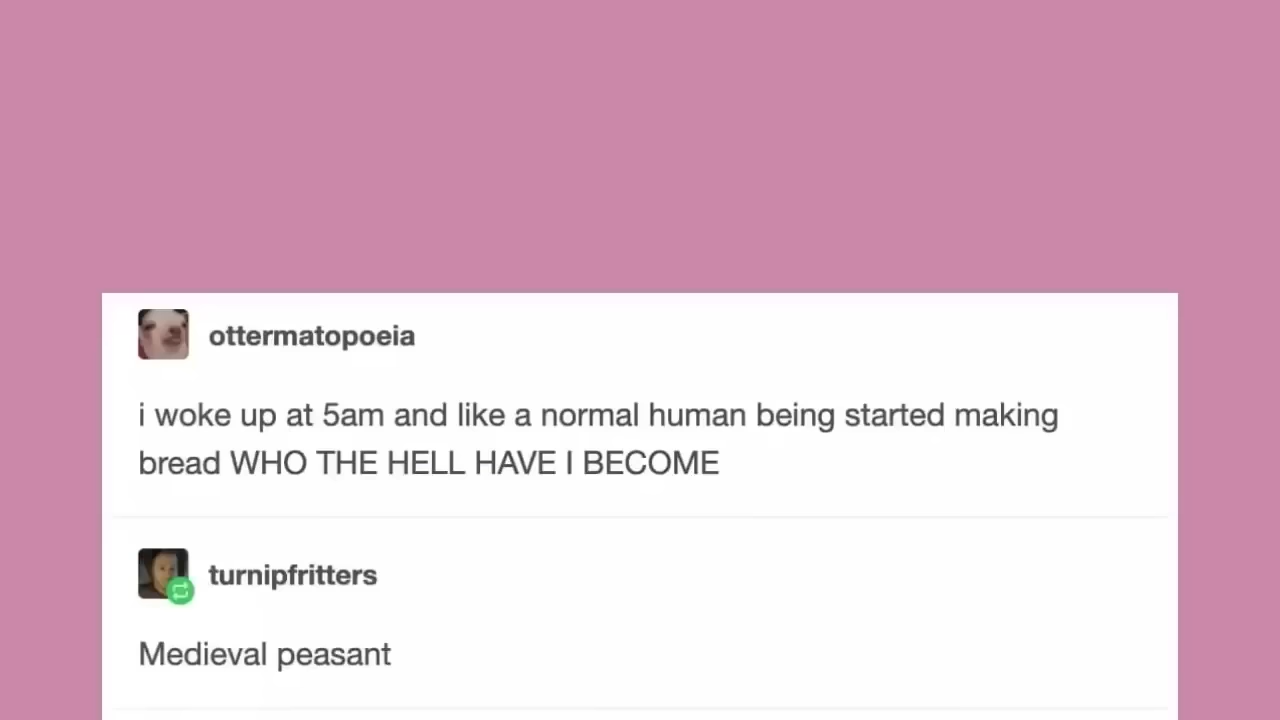 ottermatopoeia
i woke up at 5am and like a normal human being started making
bread WHO THE HELL HAVE I BECOME
turnipfritters
Medieval peasant